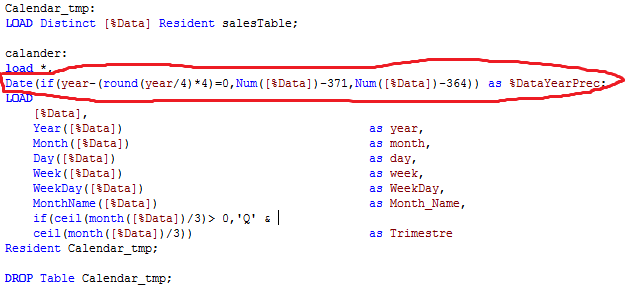 Calendar_tmp:
LOAD Distinct [%Data] Resident salesTable;
calander:
load *,
Date(if(year-(round(year/4)*4)=0,Num([%Data])-371,Num([%Data])-364)) as %DataYearPrec;
LOAD
[%Data],
Year([%Data]) as year,
Month([%Data]) as month,
Day([%Data]) as day,
Week([%Data]) as week,
WeekDay([%Data]) as WeekDay,
MonthName([%Data]) as Month_Name,
if(ceil(month([%Data])/3)> 0,'Q' &
ceil(month([%Data])/3)) as Trimestre
Resident Calendar_tmp;
DROP Table Calendar_tmp;